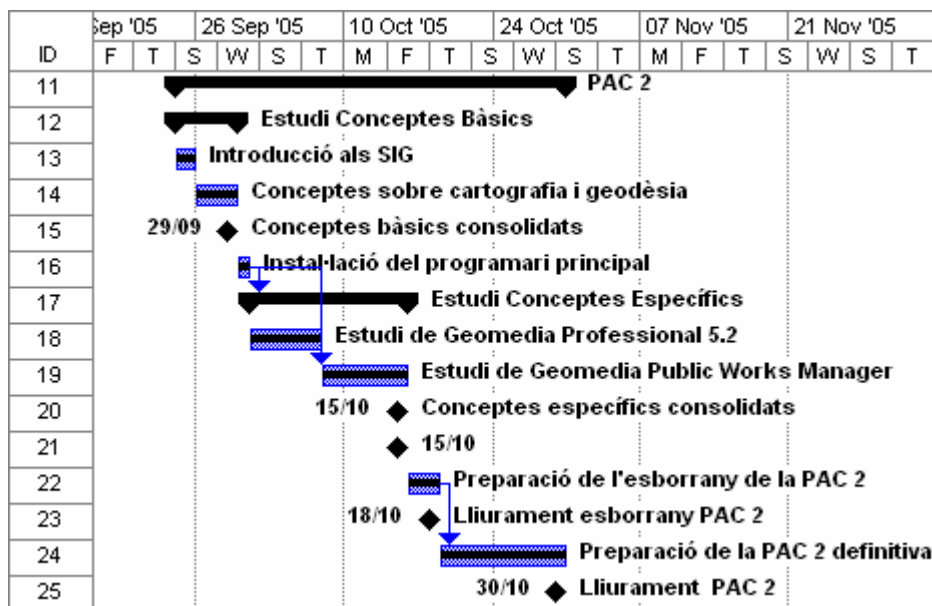 Sep '05 26 Sep '05 10 Oct '05 24 Oct '05 07 Nov '05 21 Nov '05
ID F T S W S T M F T S W S T M F T S W S T
11 PAC 2
12 Estudi Conceptes Bàsics
13 Introducció als SIG
14 Conceptes sobre cartografia i geodèsia
15 29/09 Conceptes bàsics consolidats
16 Instal·lació del programari principal
17 Estudi Conceptes Específics
18 Estudi de Geomedia Professional 5.2
19 Estudi de Geomedia Public Works Manager
20 15/10 Conceptes específics consolidats
21 15/10
22 Preparació de l'esborrany de la PAC 2
23 18/10 Lliurament esborrany PAC 2
24 Preparació de la PAC 2 definitiva
25 30/10 Lliurament PAC 2